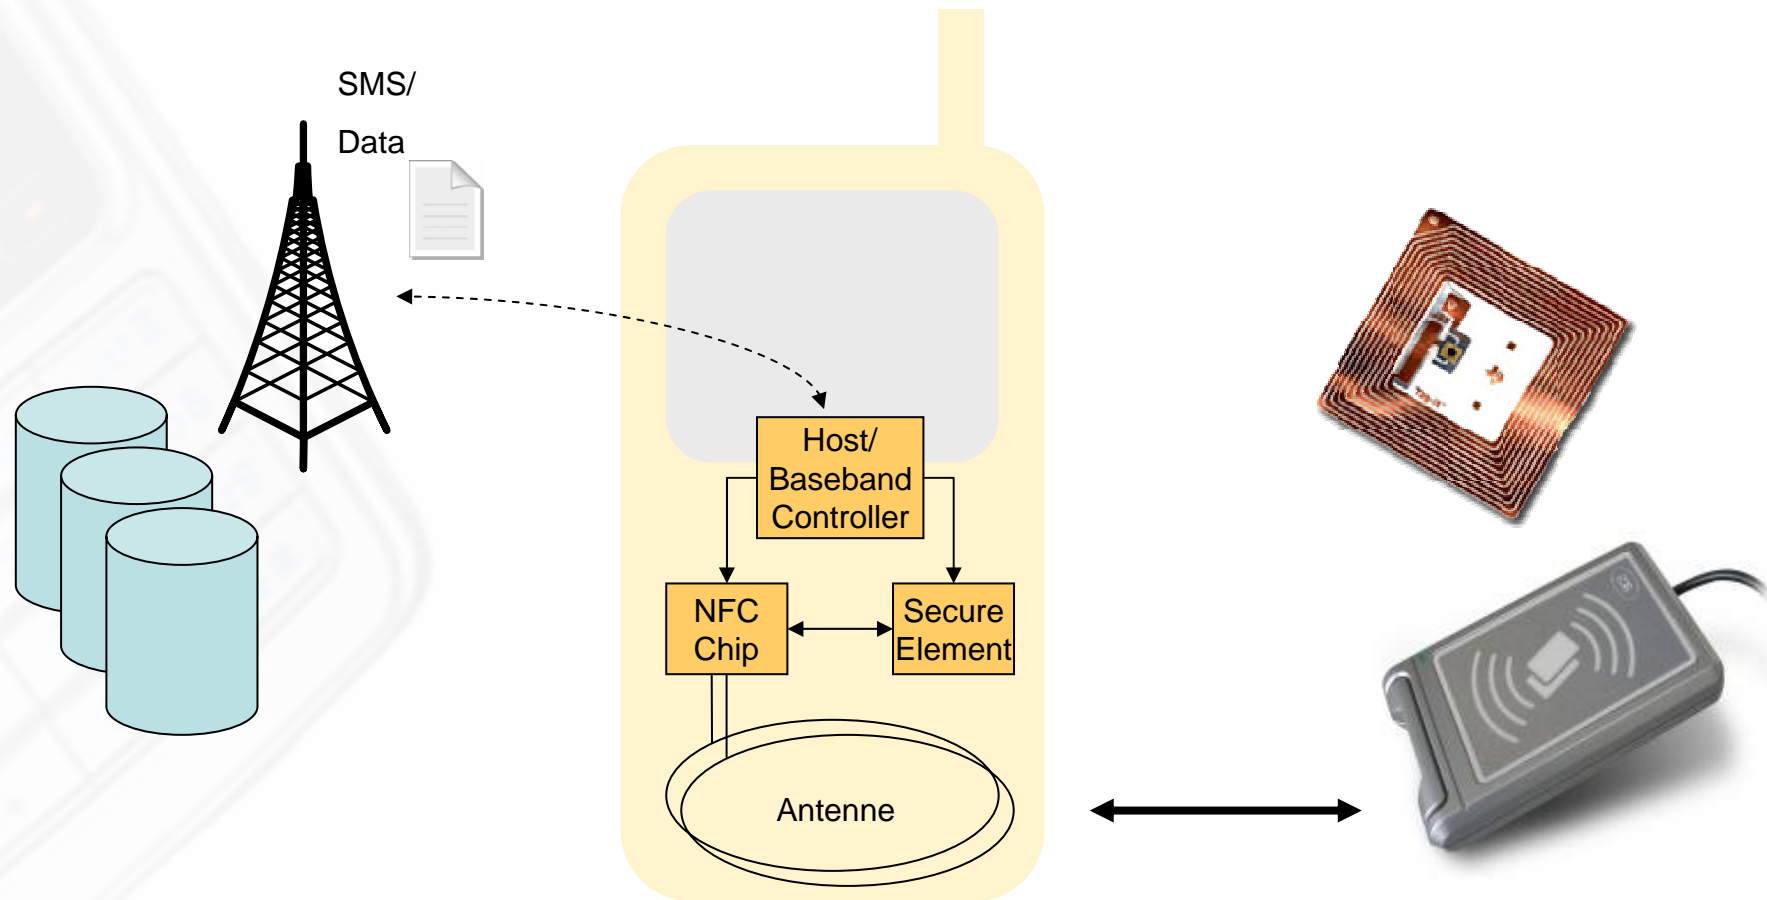 SMS/
Data
Host/
Baseband
Controller
NFC
Chip
Secure
Element
Antenne